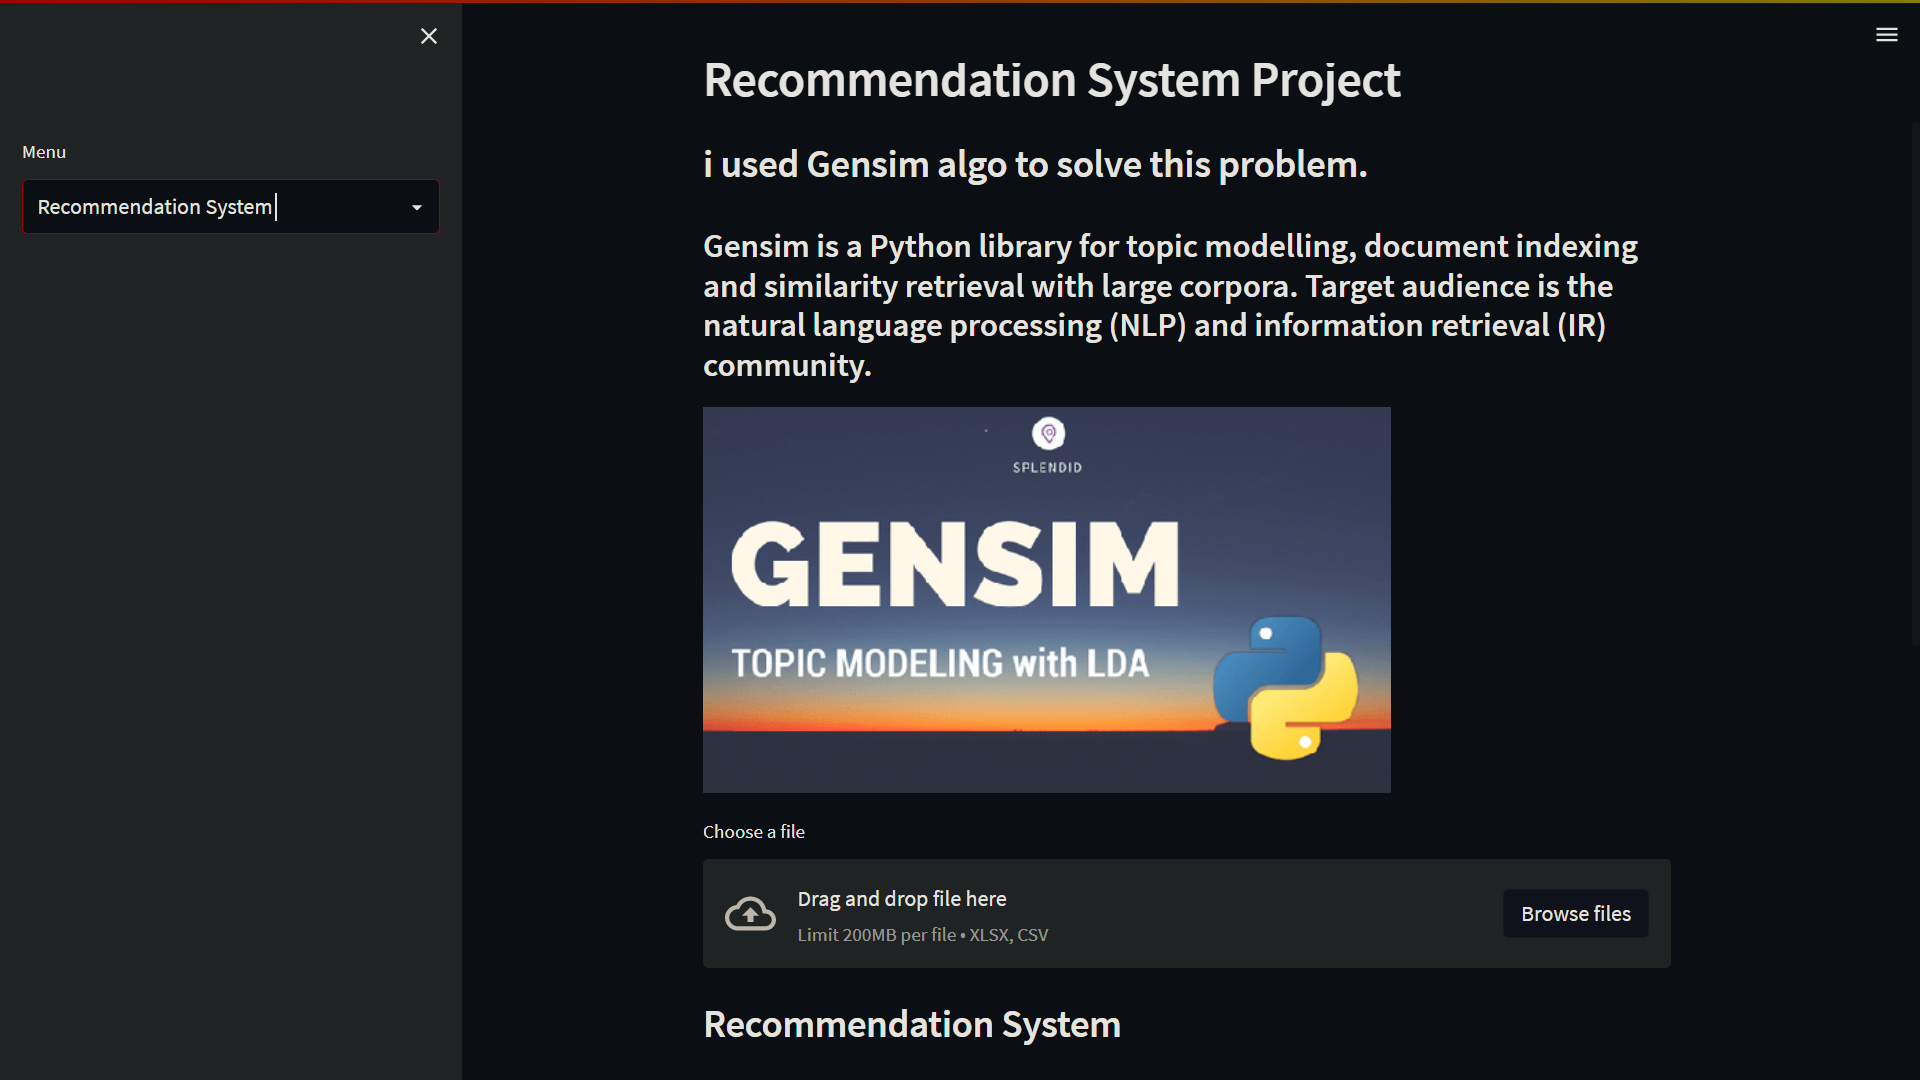 Menu
Recommendation System
Recommendation System Project
i used Gensim algo to solve this problem.
Gensim is a Python library for topic modelling, document indexing
and similarity retrieval with large corpora. Target audience is the
natural language processing (NLP) and information retrieval (IR)
community.
SPLENDID
GENSIM
TOPIC MODELING with LDA
Choose a file
Drag and drop file here
Limit 200MB per file • XLSX, CSV
Browse files
Recommendation System